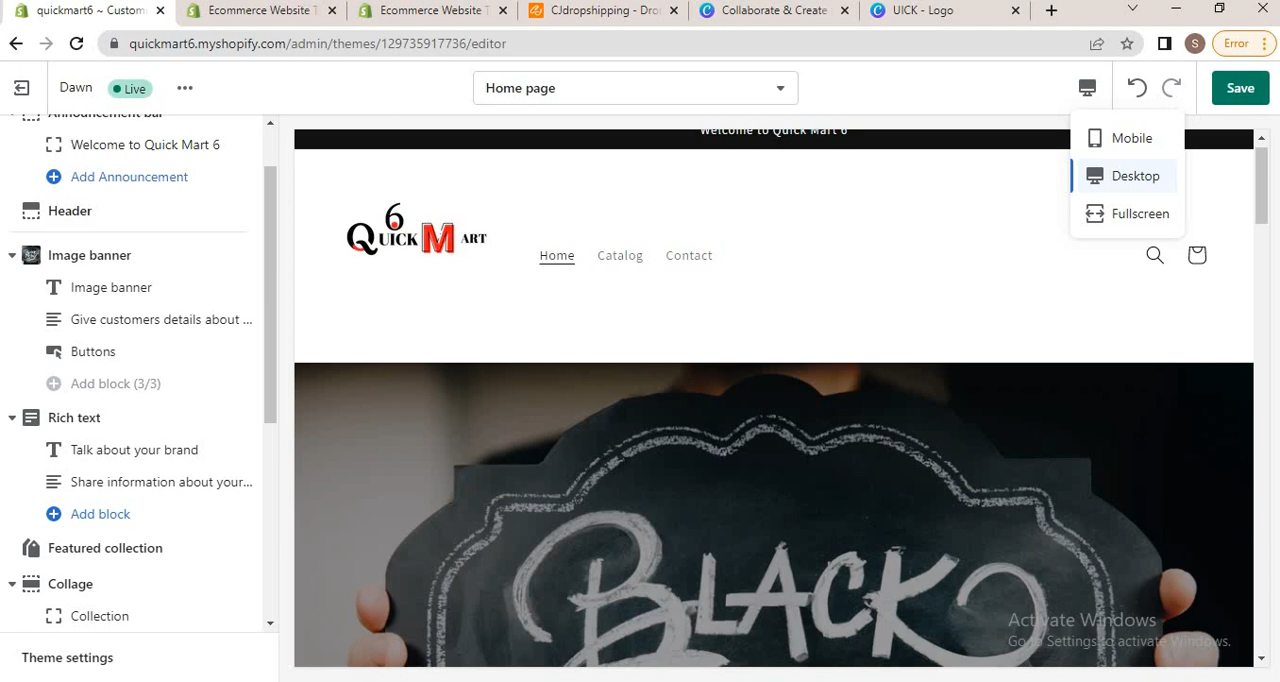 quickmart6 ~ Custom
Ecommerce Website T
Ecommerce Website T
CJdropshipping - Dro
Collaborate & Create
UICK - Logo
quickmart6.myshopify.com/admin/themes/129735917736/editor
S
Error
Dawn
Live
Home page
Save
Announcement bar
Welcome to Quick Mart 6
Add Announcement
Header
Image banner
Image banner
Give customers details about ...
Buttons
Add block (3/3)
Rich text
Talk about your brand
Share information about your...
Add block
Featured collection
Collage
Collection
Theme settings
Mobile
Desktop
Fullscreen
Welcome to Quick Mart 6
6
QUICK MART
Home
Catalog
Contact
BLACK
Activate Windows
Go to Settings to activate Windows.